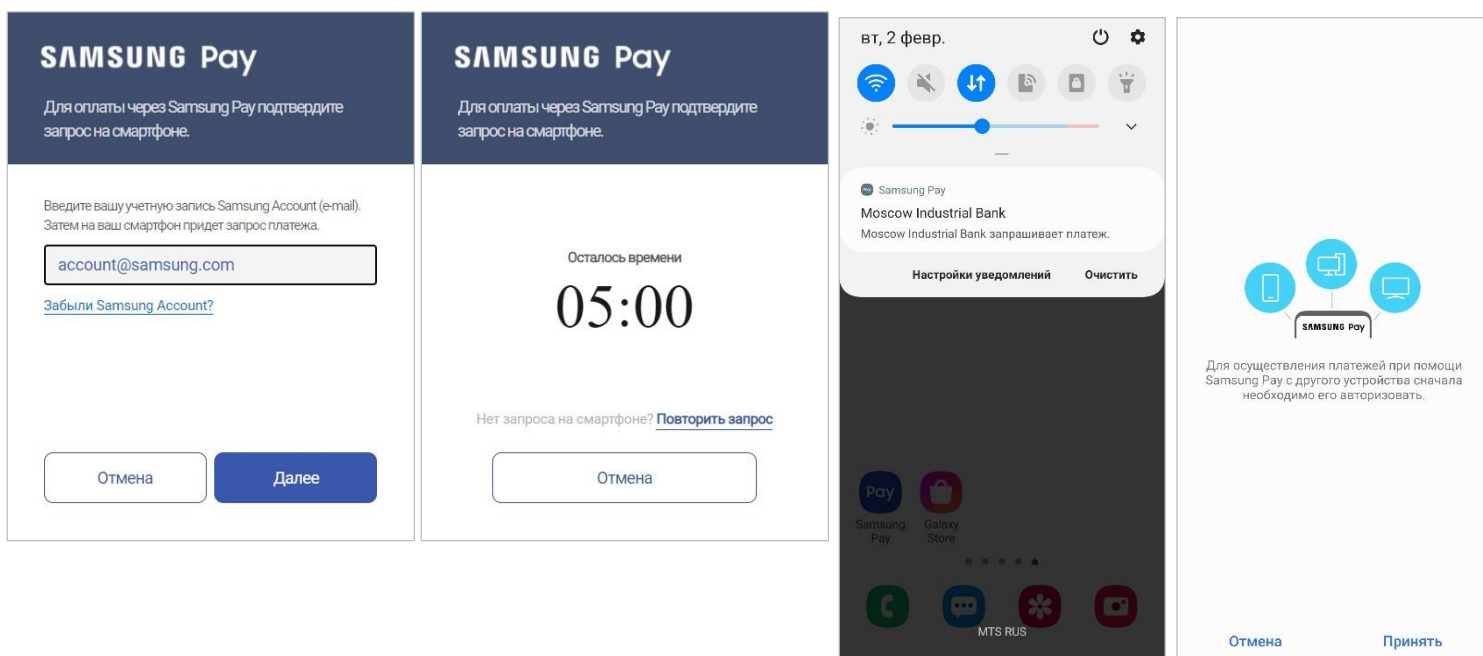 SAMSUNG Pay
Для оплаты через Samsung Pay подтвердите
запрос на смартфоне.
Введите вашу учетную запись Samsung Account (e-mail).
Затем на ваш смартфон придет запрос платежа.
account@samsung.com
Забыли Samsung Account?
Отмена
Далее
SAMSUNG Pay
Для оплаты через Samsung Pay подтвердите
запрос на смартфоне.
Осталось времени
05:00
Нет запроса на смартфоне? Повторить запрос
Отмена
вт, 2 февр.
Pay Samsung Pay
Moscow Industrial Bank
Moscow Industrial Bank запрашивает платеж.
Настройки уведомлений
Очистить
Pay
Samsung Pay
Galaxy Store
MTS RUS
SAMSUNG Pay
Для осуществления платежей при помощи
Samsung Pay с другого устройства сначала
необходимо его авторизовать.
Отмена
Принять